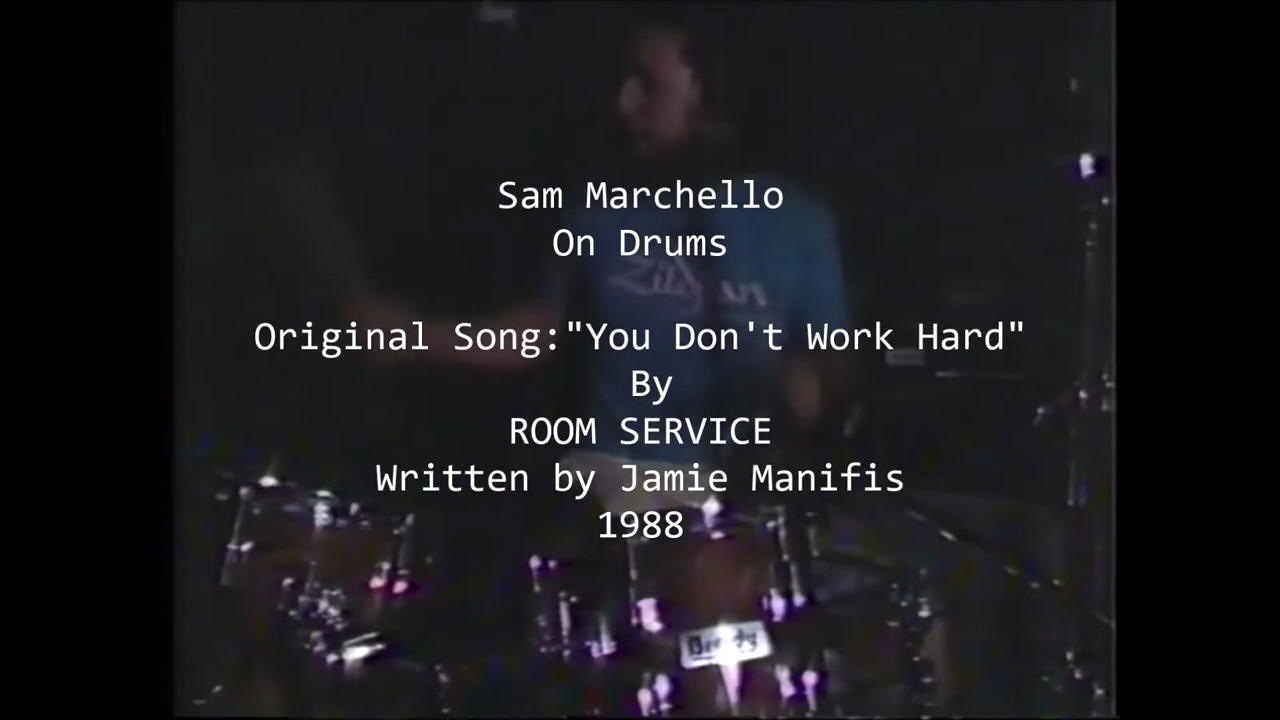 Sam Marchello
On Drums
Original Song:"You Don't Work Hard"
By
ROOM SERVICE
Written by Jamie Manifis
1988